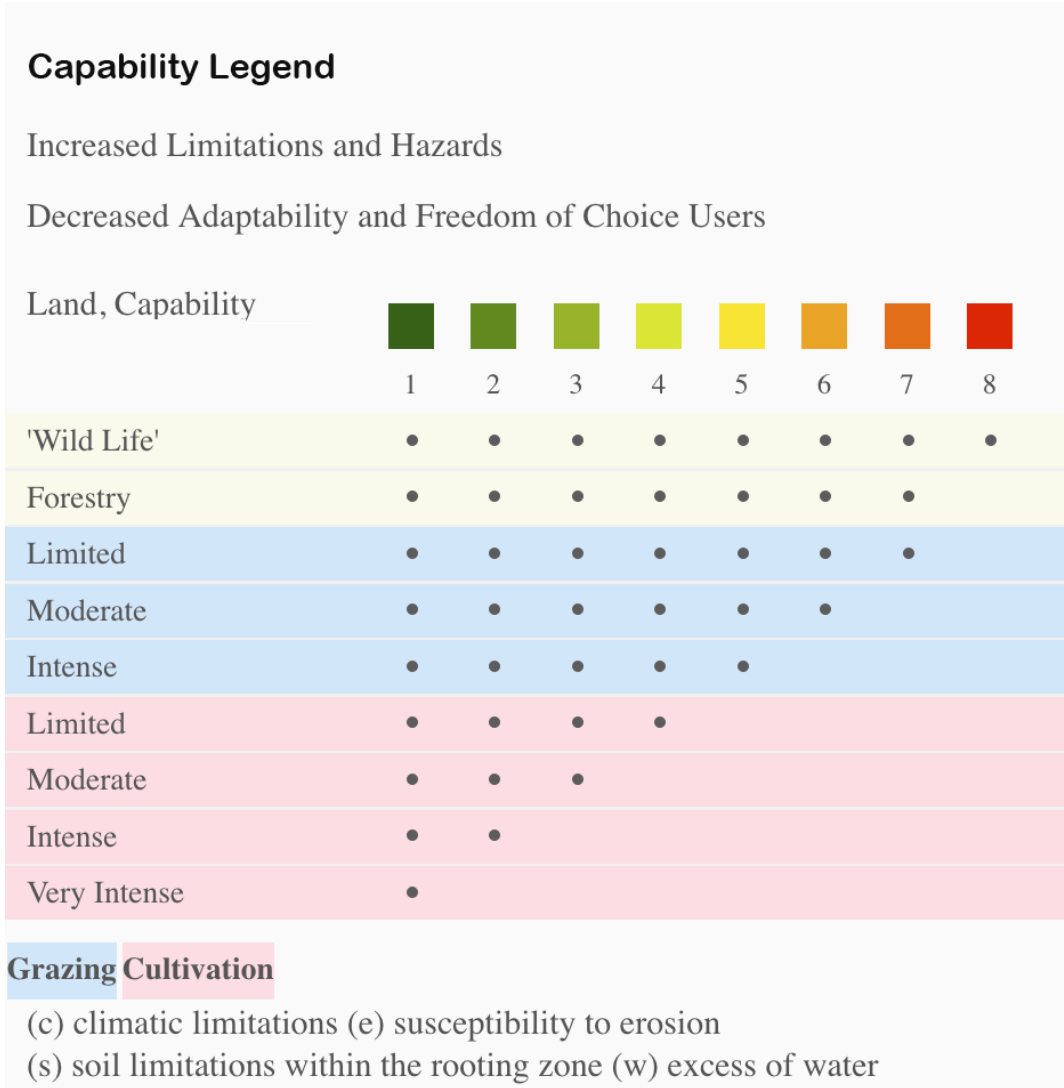 Capability Legend
Increased Limitations and Hazards
Decreased Adaptability and Freedom of Choice Users
Land, Capability
1 2 3 4 5 6 7 8
'Wild Life' • • • • • • • •
Forestry • • • • • • •
Limited • • • • • • •
Moderate • • • • • •
Intense • • • • •
Limited • • • •
Moderate • • •
Intense • •
Very Intense •
Grazing Cultivation
(c) climatic limitations (e) susceptibility to erosion
(s) soil limitations within the rooting zone (w) excess of water